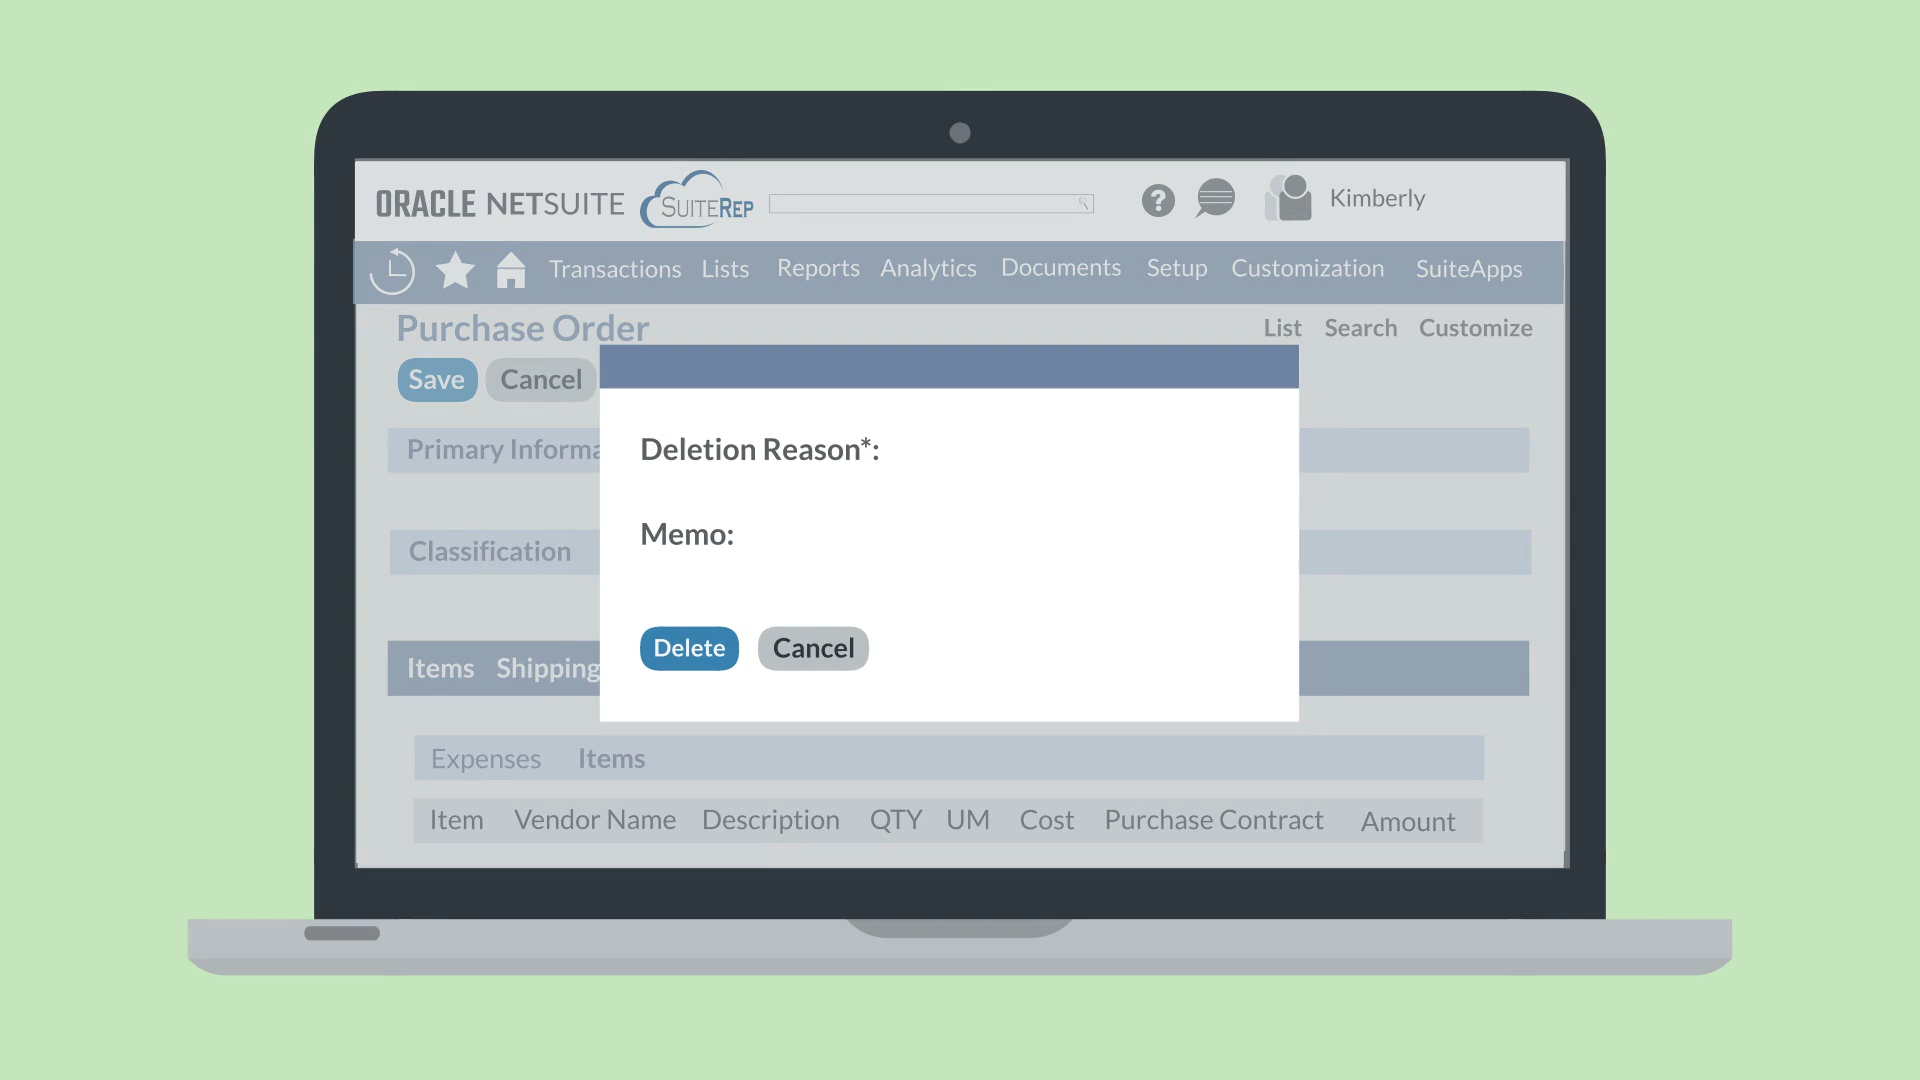 ORACLE NETSUITE SUITEREP Kimberly
Transactions Lists Reports Analytics Documents Setup Customization SuiteApps
Purchase Order List Search Customize
Save Cancel
Primary Informa
Deletion Reason*:
Memo:
Classification
Delete Cancel
Items Shipping
Expenses Items
Item Vendor Name Description QTY UM Cost Purchase Contract Amount